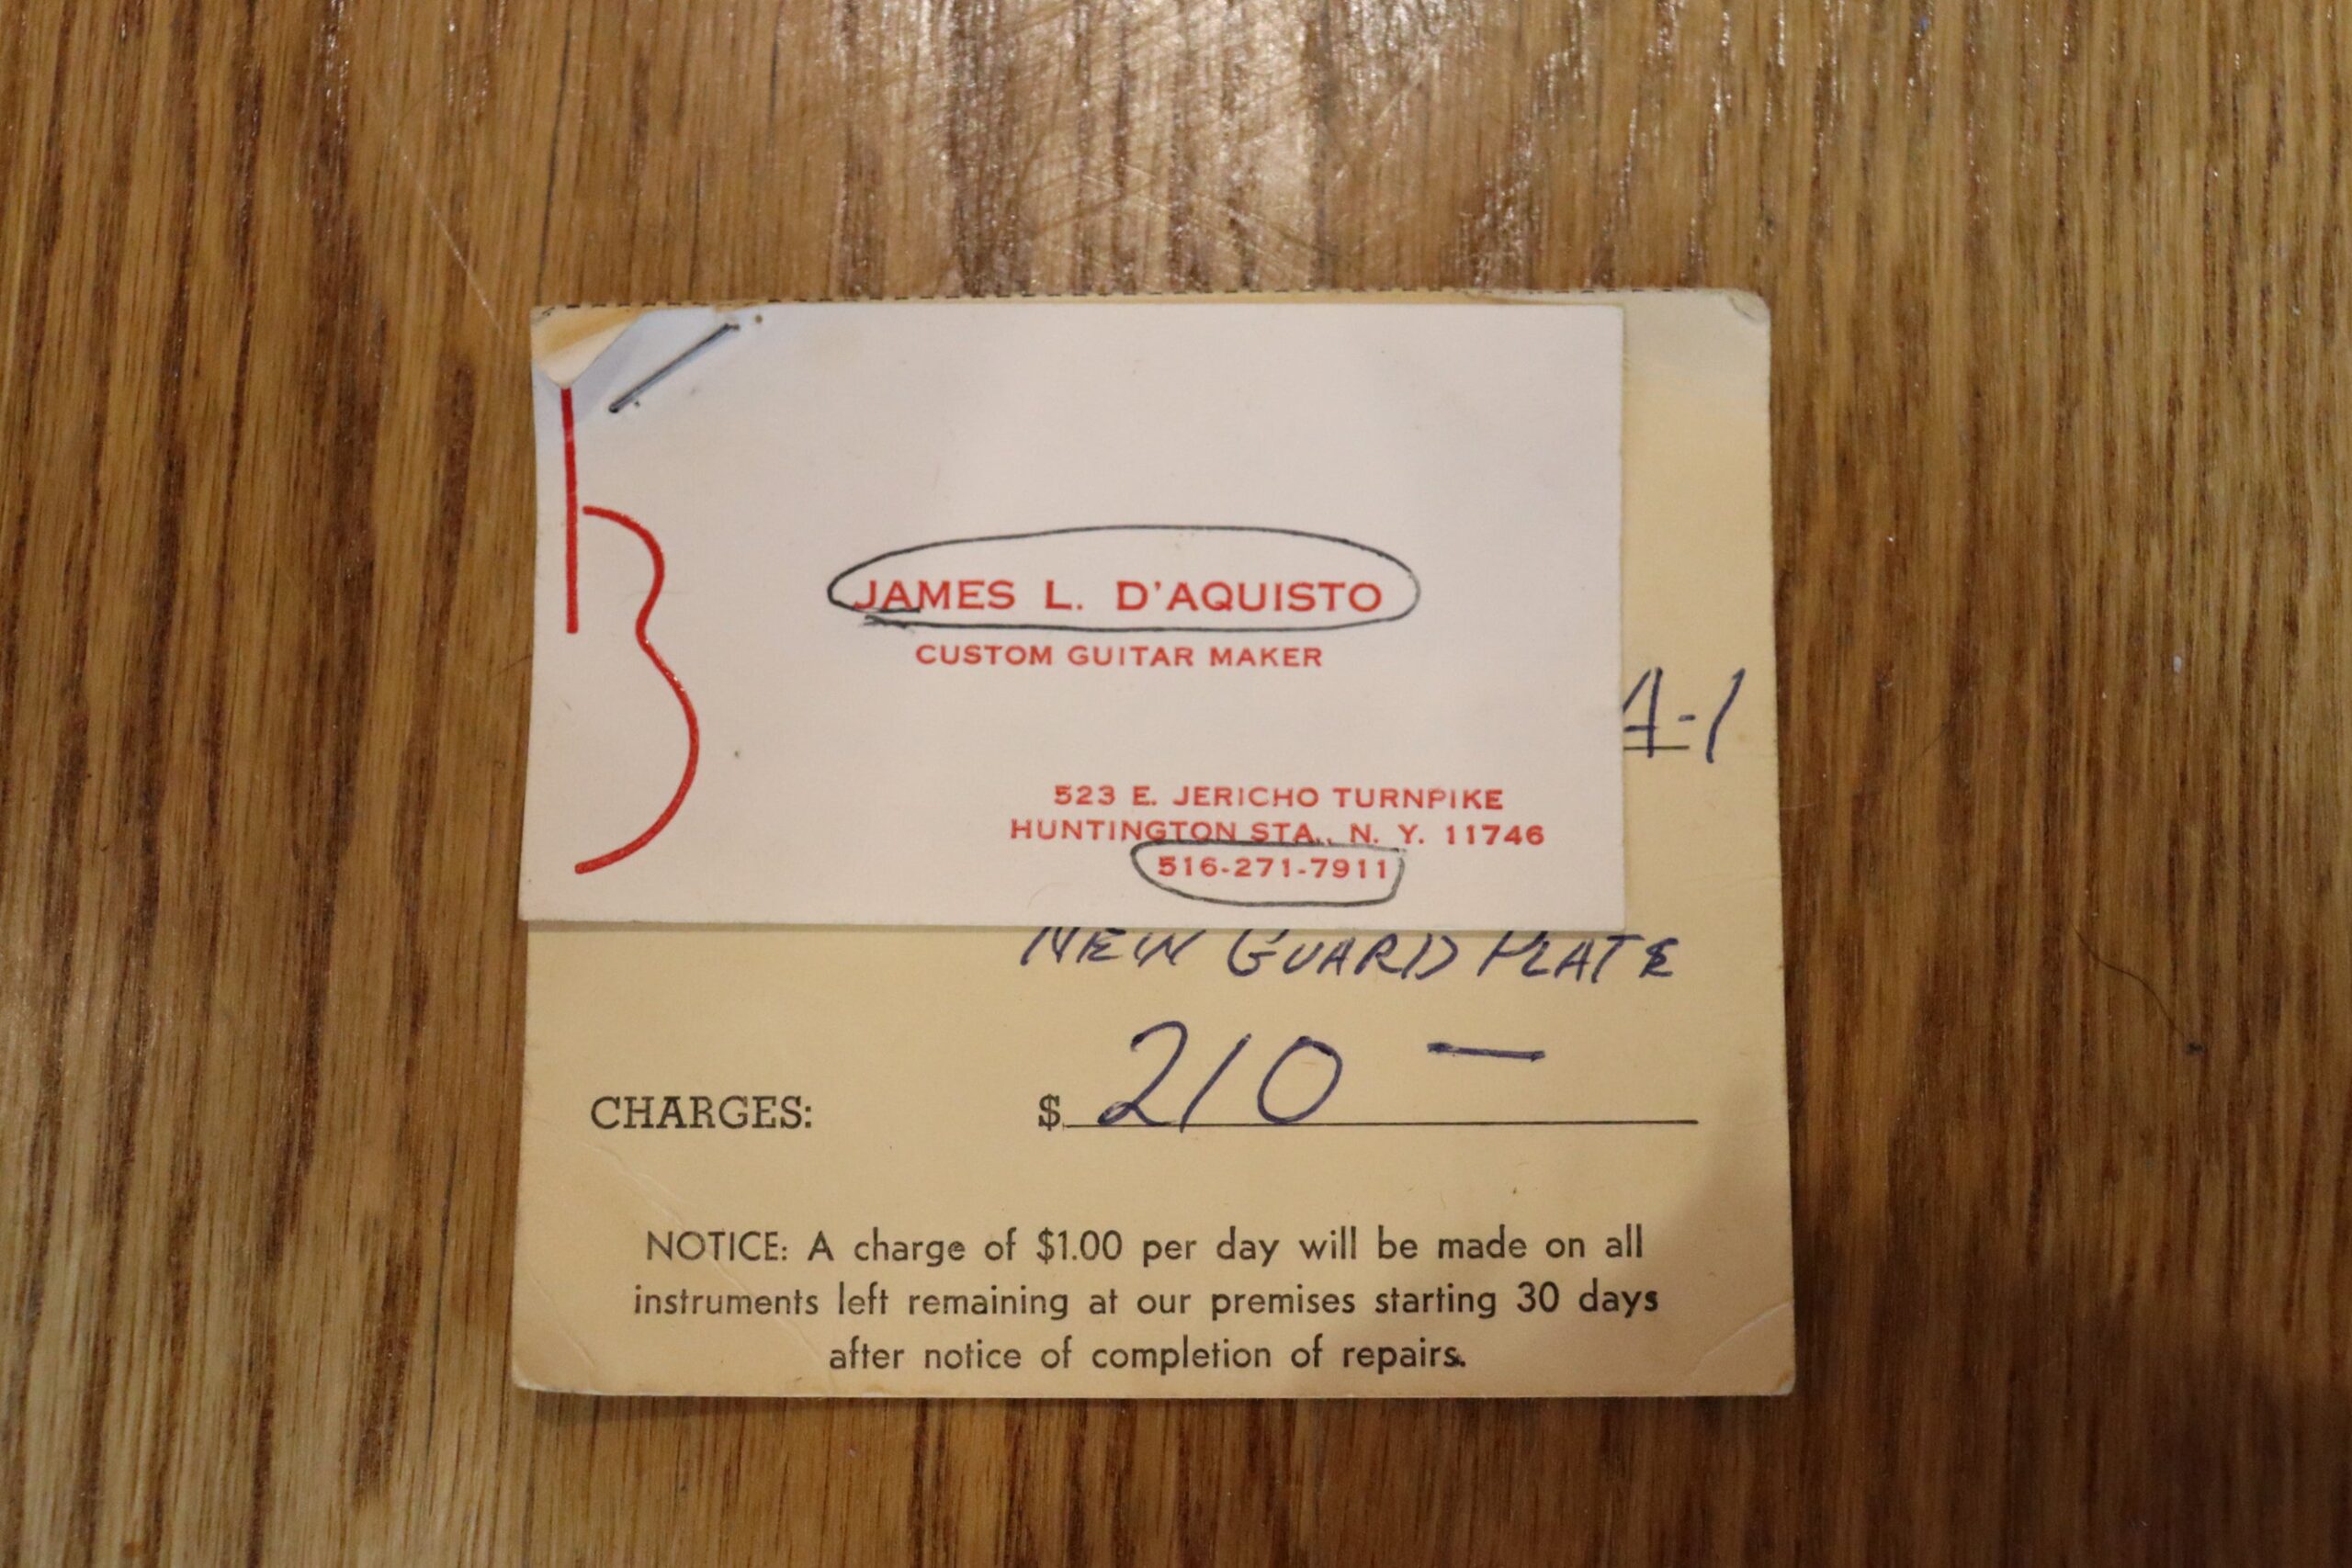 JAMES L. D'AQUISTO
CUSTOM GUITAR MAKER
523 E. JERICHO TURNPIKE
HUNTINGTON STA., N. Y. 11746
516-271-7911
A-1
NEW GUARD PLATE
CHARGES: $ 210 —
NOTICE: A charge of $1.00 per day will be made on all
instruments left remaining at our premises starting 30 days
after notice of completion of repairs.